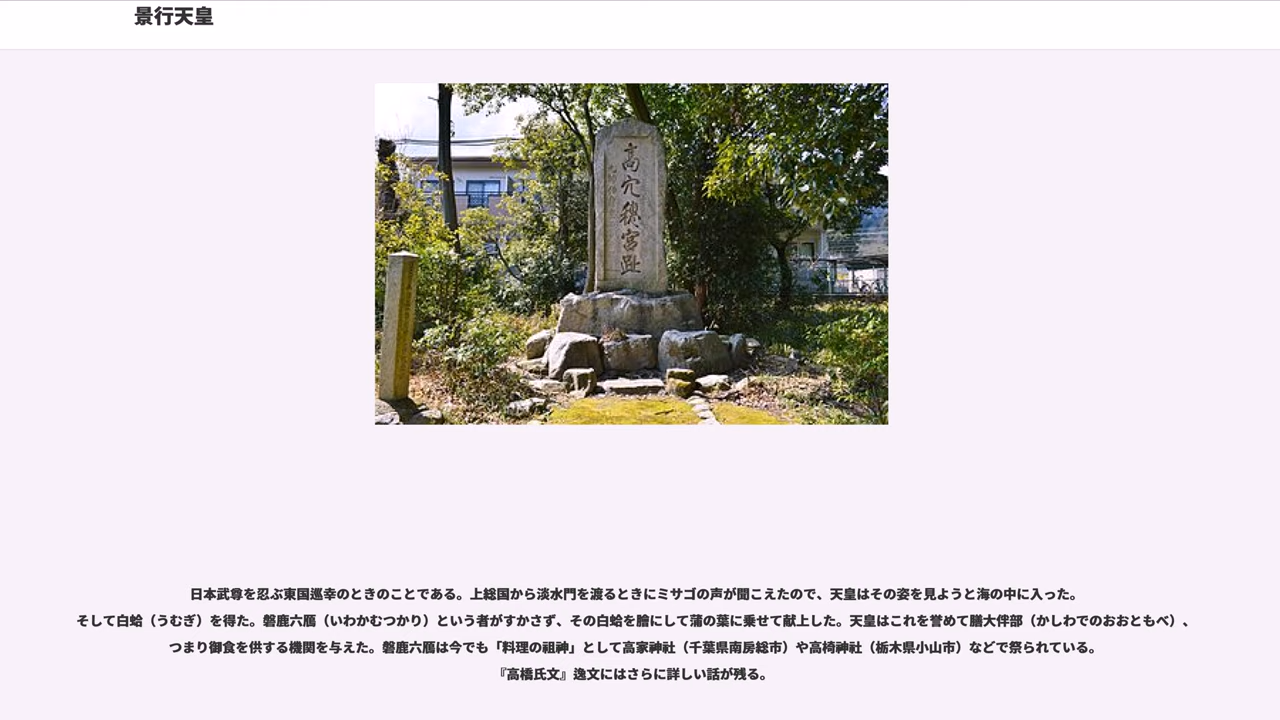 景行天皇
高穴穂宮趾
日本武尊を忍ぶ東国巡幸のときのことである。上総国から淡水門を渡るときにミサゴの声が聞こえたので、天皇はその姿を見ようと海の中に入った。
そして白蛤（うむぎ）を得た。磐鹿六雁（いわかむつかり）という者がすかさず、その白蛤を膾にして蒲の葉に乗せて献上した。天皇はこれを誉めて膳大伴部（かしわでのおおともべ）、
つまり御食を供する機関を与えた。磐鹿六雁は今でも「料理の祖神」として高家神社（千葉県南房総市）や高椅神社（栃木県小山市）などで祭られている。
『高橋氏文』逸文にはさらに詳しい話が残る。